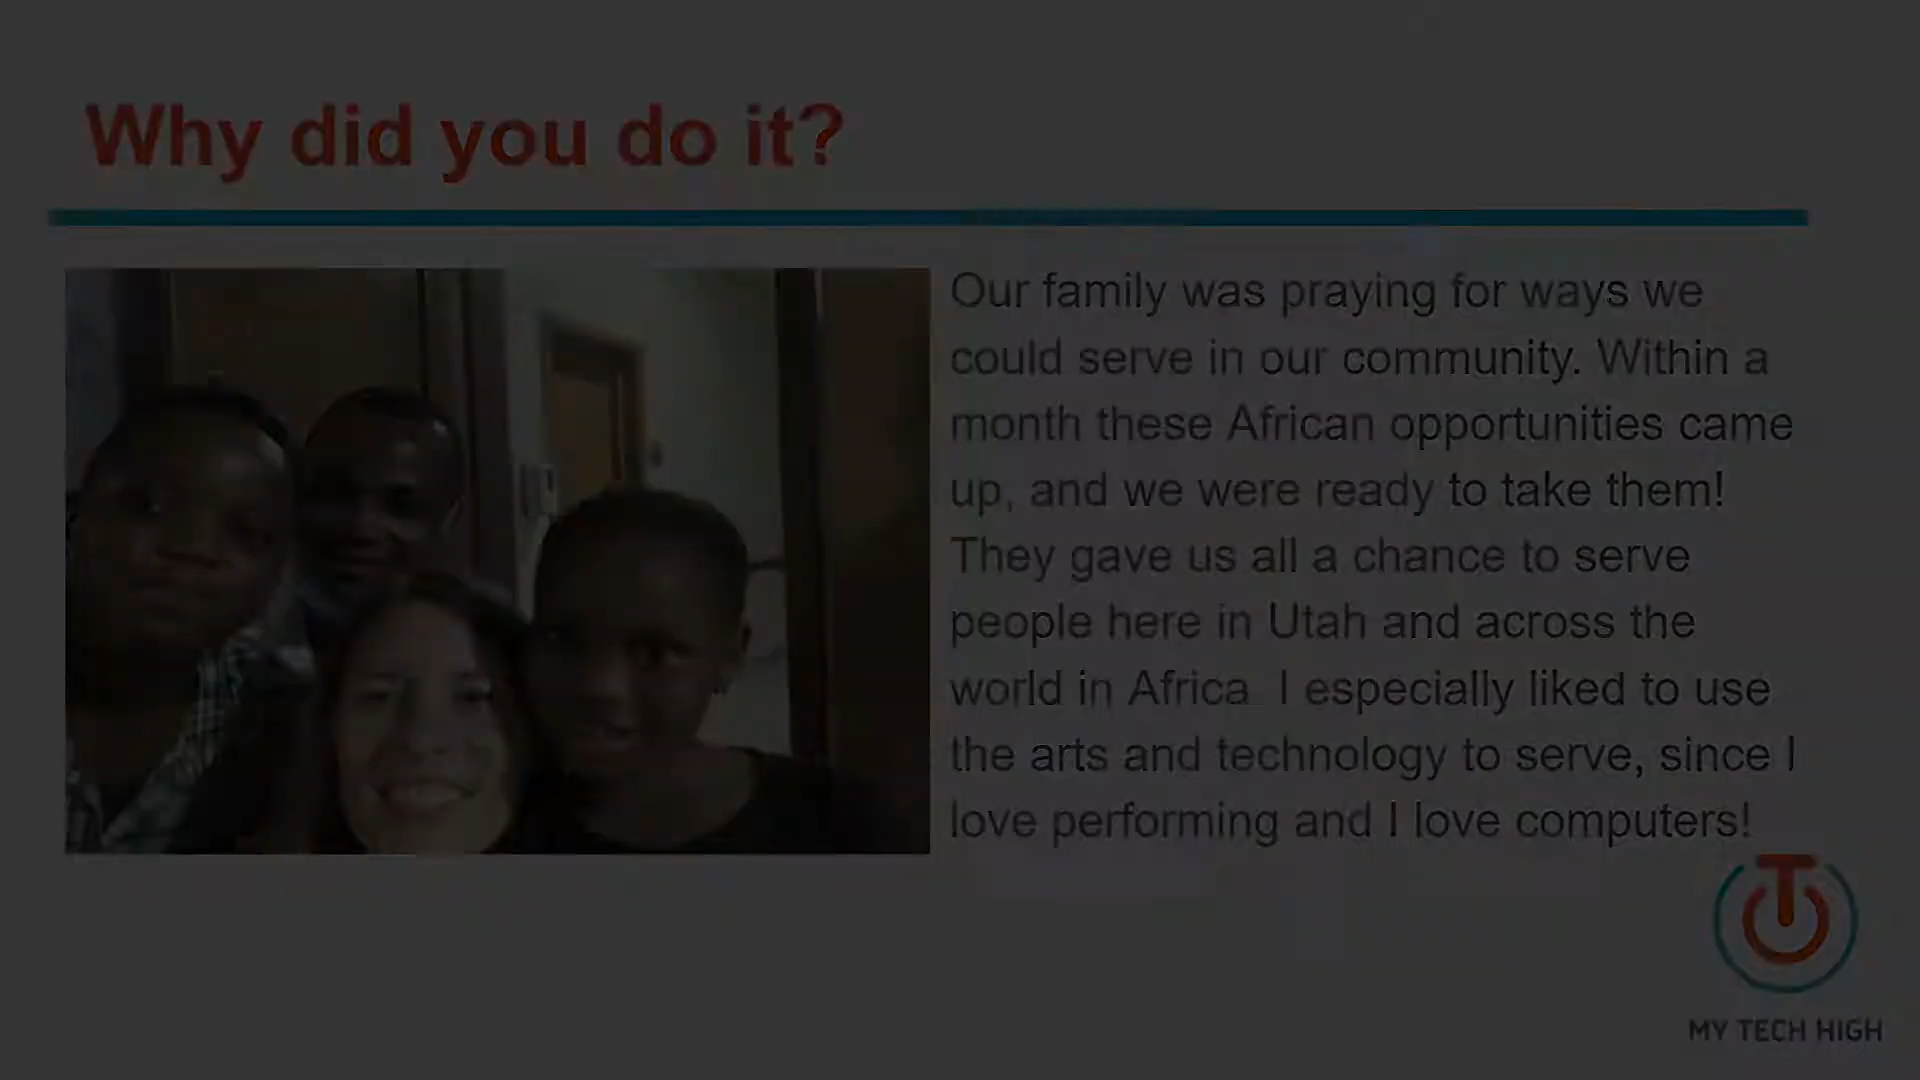 Why did you do it?
Our family was praying for ways we
could serve in our community. Within a
month these African opportunities came
up, and we were ready to take them!
They gave us all a chance to serve
people here in Utah and across the
world in Africa. I especially liked to use
the arts and technology to serve, since I
love performing and I love computers!
MY TECH HIGH